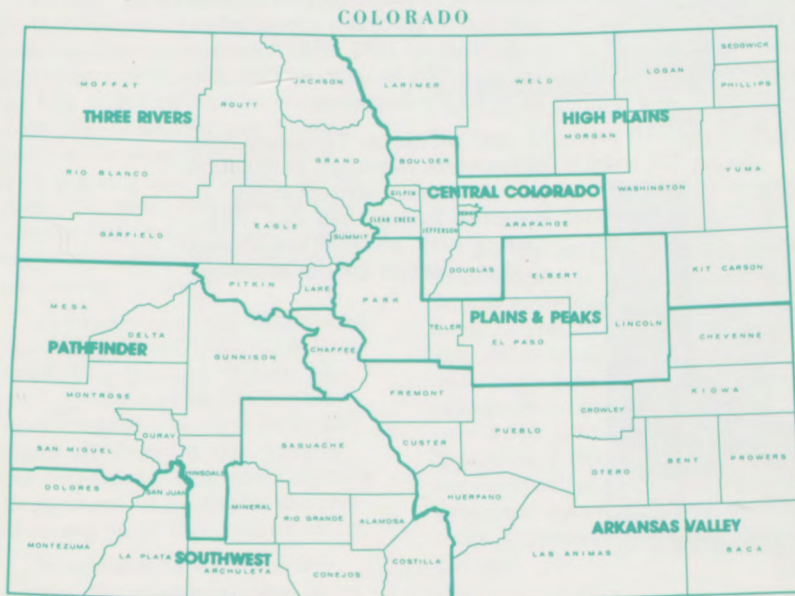 COLORADO
SEDGWICK
MOFFAT
JACKSON
LARIMER
WELD
LOGAN
PHILLIPS
ROUTT
THREE RIVERS
HIGH PLAINS
MORGAN
GRAND
BOULDER
RIO BLANCO
YUMA
GILPIN
CENTRAL COLORADO
WASHINGTON
CLEAR CREEK
JEFFERSON
ARAPAHOE
EAGLE
GARFIELD
SUMMIT
DOUGLAS
ELBERT
KIT CARSON
PITKIN
LAKE
MESA
PARK
PLAINS & PEAKS
LINCOLN
TELLER
DELTA
EL PASO
CHEYENNE
PATHFINDER
CHAFFEE
GUNNISON
MONTROSE
FREMONT
KIOWA
CROWLEY
OURAY
PUEBLO
SAN MIGUEL
SAGUACHE
CUSTER
BENT
PROWERS
HINSDALE
OTERO
DOLORES
SAN JUAN
HUERFANO
MINERAL
RIO GRANDE
ALAMOSA
ARKANSAS VALLEY
MONTEZUMA
LA PLATA
SOUTHWEST
COSTILLA
LAS ANIMAS
BACA
ARCHULETA
CONEJOS